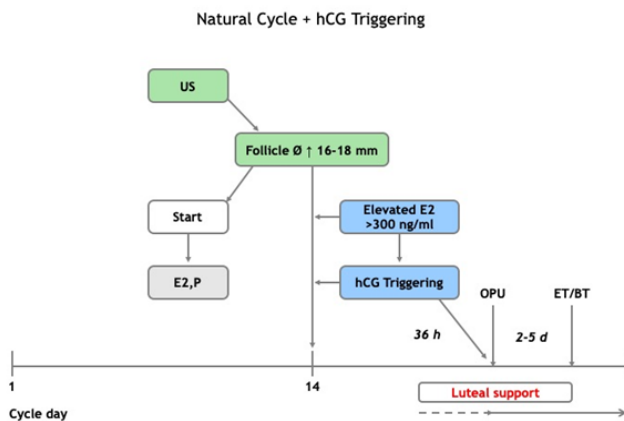 Natural Cycle + hCG Triggering
US
Follicle Ø ↑ 16-18 mm
Start
Elevated E2
>300 ng/ml
E2,P
hCG Triggering
OPU
ET/BT
36 h
2-5 d
1
14
Luteal support
Cycle day